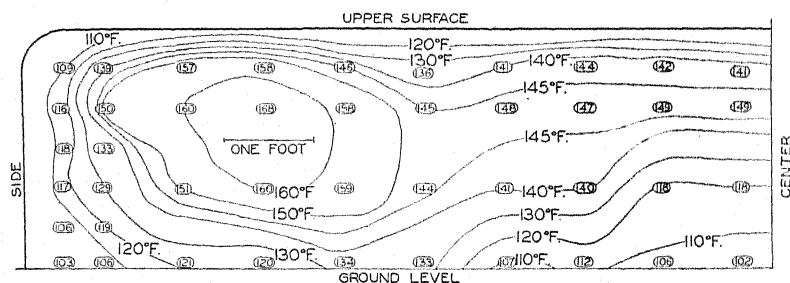 UPPER SURFACE
110°F.
120°F.
130°F.
140°F.
109 139 157 158 145 136 141 144 142 141
145°F.
116 150 160 168 158 145 148 147 149 149
145°F.
ONE FOOT
118 133
SIDE
CENTER
117 129 151 160 159 144 141 140 118 118
160°F.
140°F.
150°F.
130°F.
106 119
120°F.
120°F.
110°F.
130°F.
110°F.
103 106 121 120 134 133 107 112 106 102
GROUND LEVEL